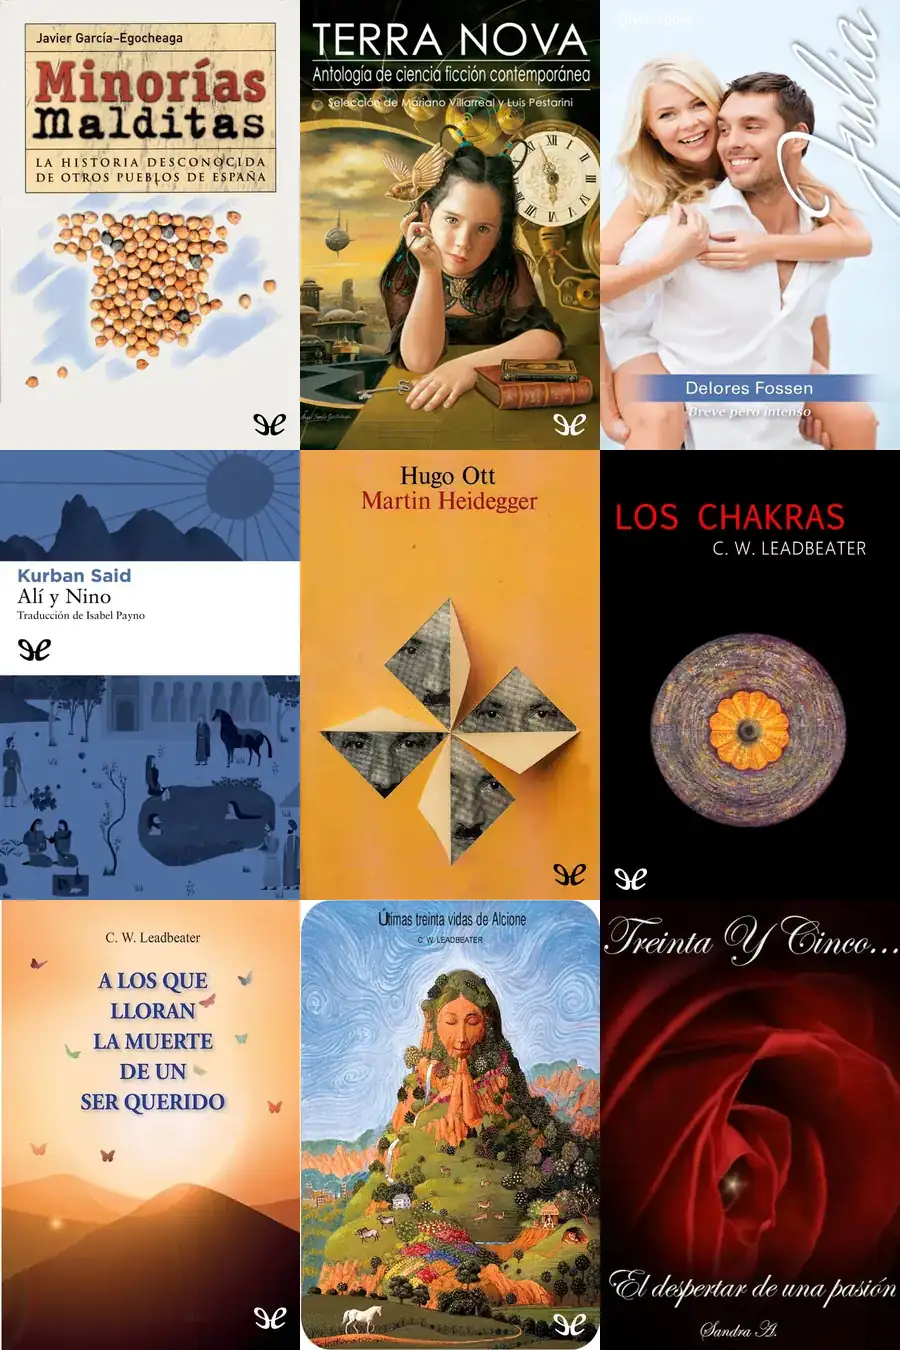 Javier García-Egocheaga
Minorías
Malditas
LA HISTORIA DESCONOCIDA
DE OTROS PUEBLOS DE ESPAÑA
TERRA NOVA
Antología de ciencia ficción contemporánea
Selección de Mariano Villarreal y Luis Pestarini
Julia
Delores Fossen
Breve pero intenso
Kurban Said
Alí y Nino
Traducción de Isabel Payno
Hugo Ott
Martin Heidegger
LOS CHAKRAS
C. W. LEADBEATER
C. W. Leadbeater
A LOS QUE
LLORAN
LA MUERTE
DE UN
SER QUERIDO
Útimas treinta vidas de Alcione
C. W. LEADBEATER
Treinta Y Cinco...
El despertar de una pasión
Sandra A.